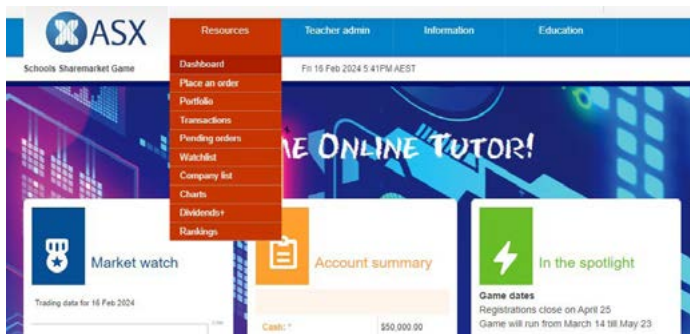 ASX
Resources
Teacher admin
Information
Education
Schools Sharemarket Game
Fri 16 Feb 2024 5:41PM AEST
Dashboard
Place an order
Portfolio
Transactions
Pending orders
Watchlist
Company list
Charts
Dividends+
Rankings
ME ONLINE TUTOR!
Market watch
Trading data for 16 Feb 2024
Account summary
Cash: *
$50,000.00
In the spotlight
Game dates
Registrations close on April 25
Game will run from March 14 till May 23